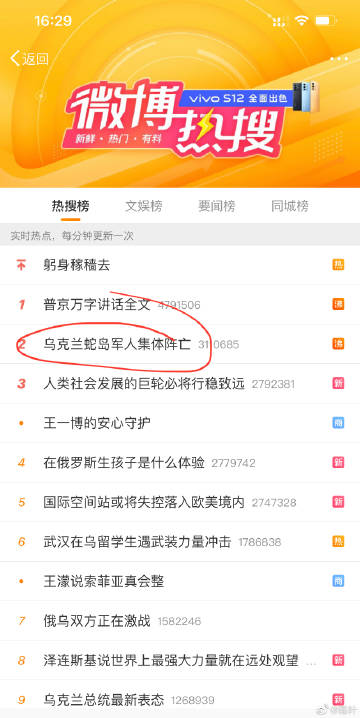 16:29
返回
微博热搜
vivo S12 全面出色
新鲜·热门·有料
热搜榜 文娱榜 要闻榜 同城榜
实时热点，每分钟更新一次
躬身稼穑去 热
1 普京万字讲话全文 4791506 沸
2 乌克兰蛇岛军人集体阵亡 3110685 沸
3 人类社会发展的巨轮必将行稳致远 2792381 新
• 王一博的安心守护 商
4 在俄罗斯生孩子是什么体验 2779742 新
5 国际空间站或将失控落入欧美境内 2747328 新
6 武汉在乌留学生遇武装力量冲击 1786838 热
• 王濛说索菲亚真会整 商
7 俄乌双方正在激战 1582246
8 泽连斯基说世界上最强大力量就在远处观望 ... 新
9 乌克兰总统最新表态 1268939 新